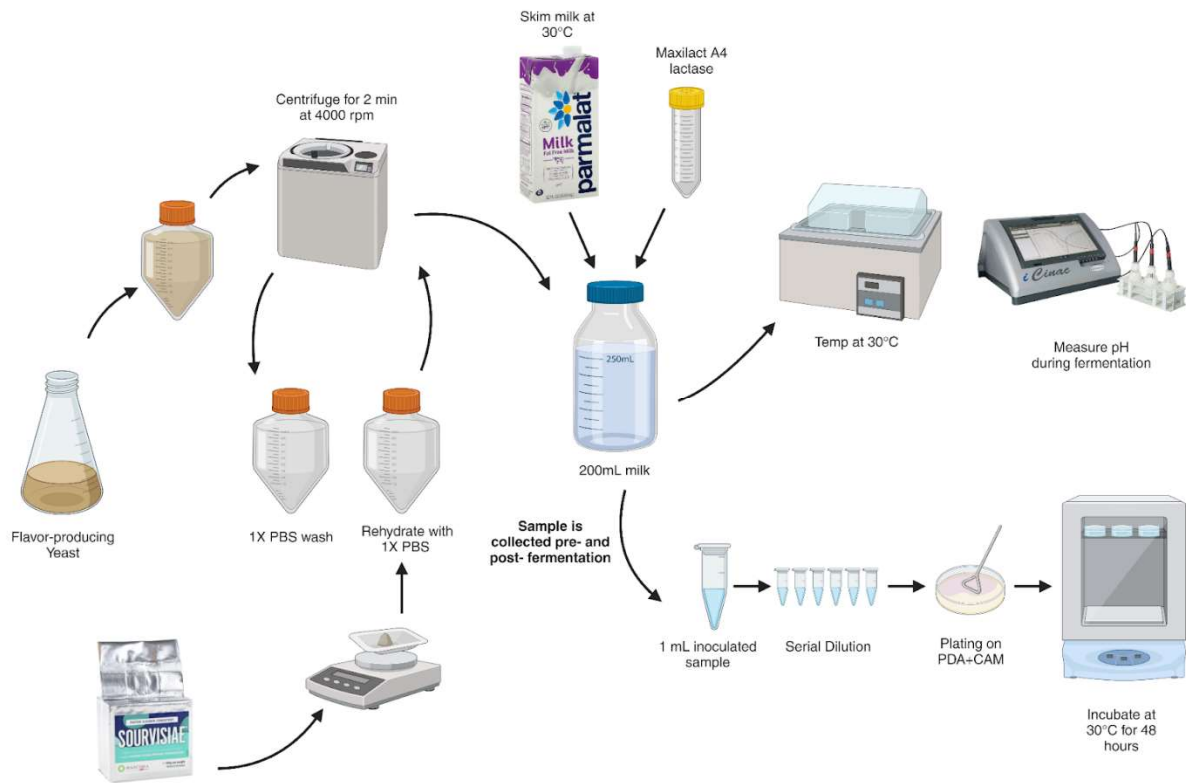 Skim milk at
30°C
Maxilact A4
lactase
Centrifuge for 2 min
at 4000 rpm
Milk
Fat Free Milk
parmalat
250mL
200mL milk
Temp at 30°C
i Cinac
Measure pH
during fermentation
Flavor-producing
Yeast
1X PBS wash
Rehydrate with
1X PBS
Sample is
collected pre- and
post- fermentation
1 mL inoculated
sample
Serial Dilution
Plating on
PDA+CAM
Incubate at
30°C for 48
hours
SOURVISIAE